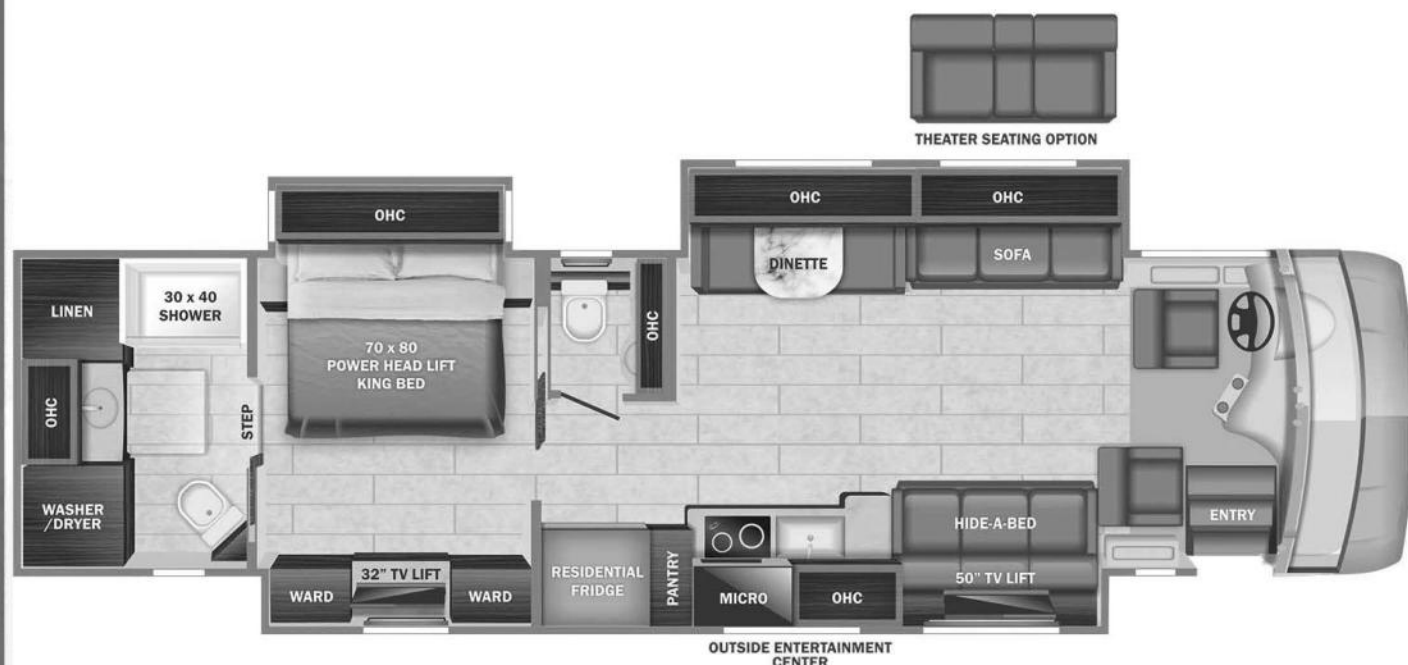 THEATER SEATING OPTION
OHC
OHC
OHC
DINETTE
SOFA
LINEN
30 x 40
SHOWER
OHC
70 x 80
POWER HEAD LIFT
KING BED
OHC
STEP
WASHER
/DRYER
HIDE-A-BED
ENTRY
WARD
32" TV LIFT
WARD
RESIDENTIAL
FRIDGE
PANTRY
MICRO
OHC
50" TV LIFT
OUTSIDE ENTERTAINMENT
CENTER